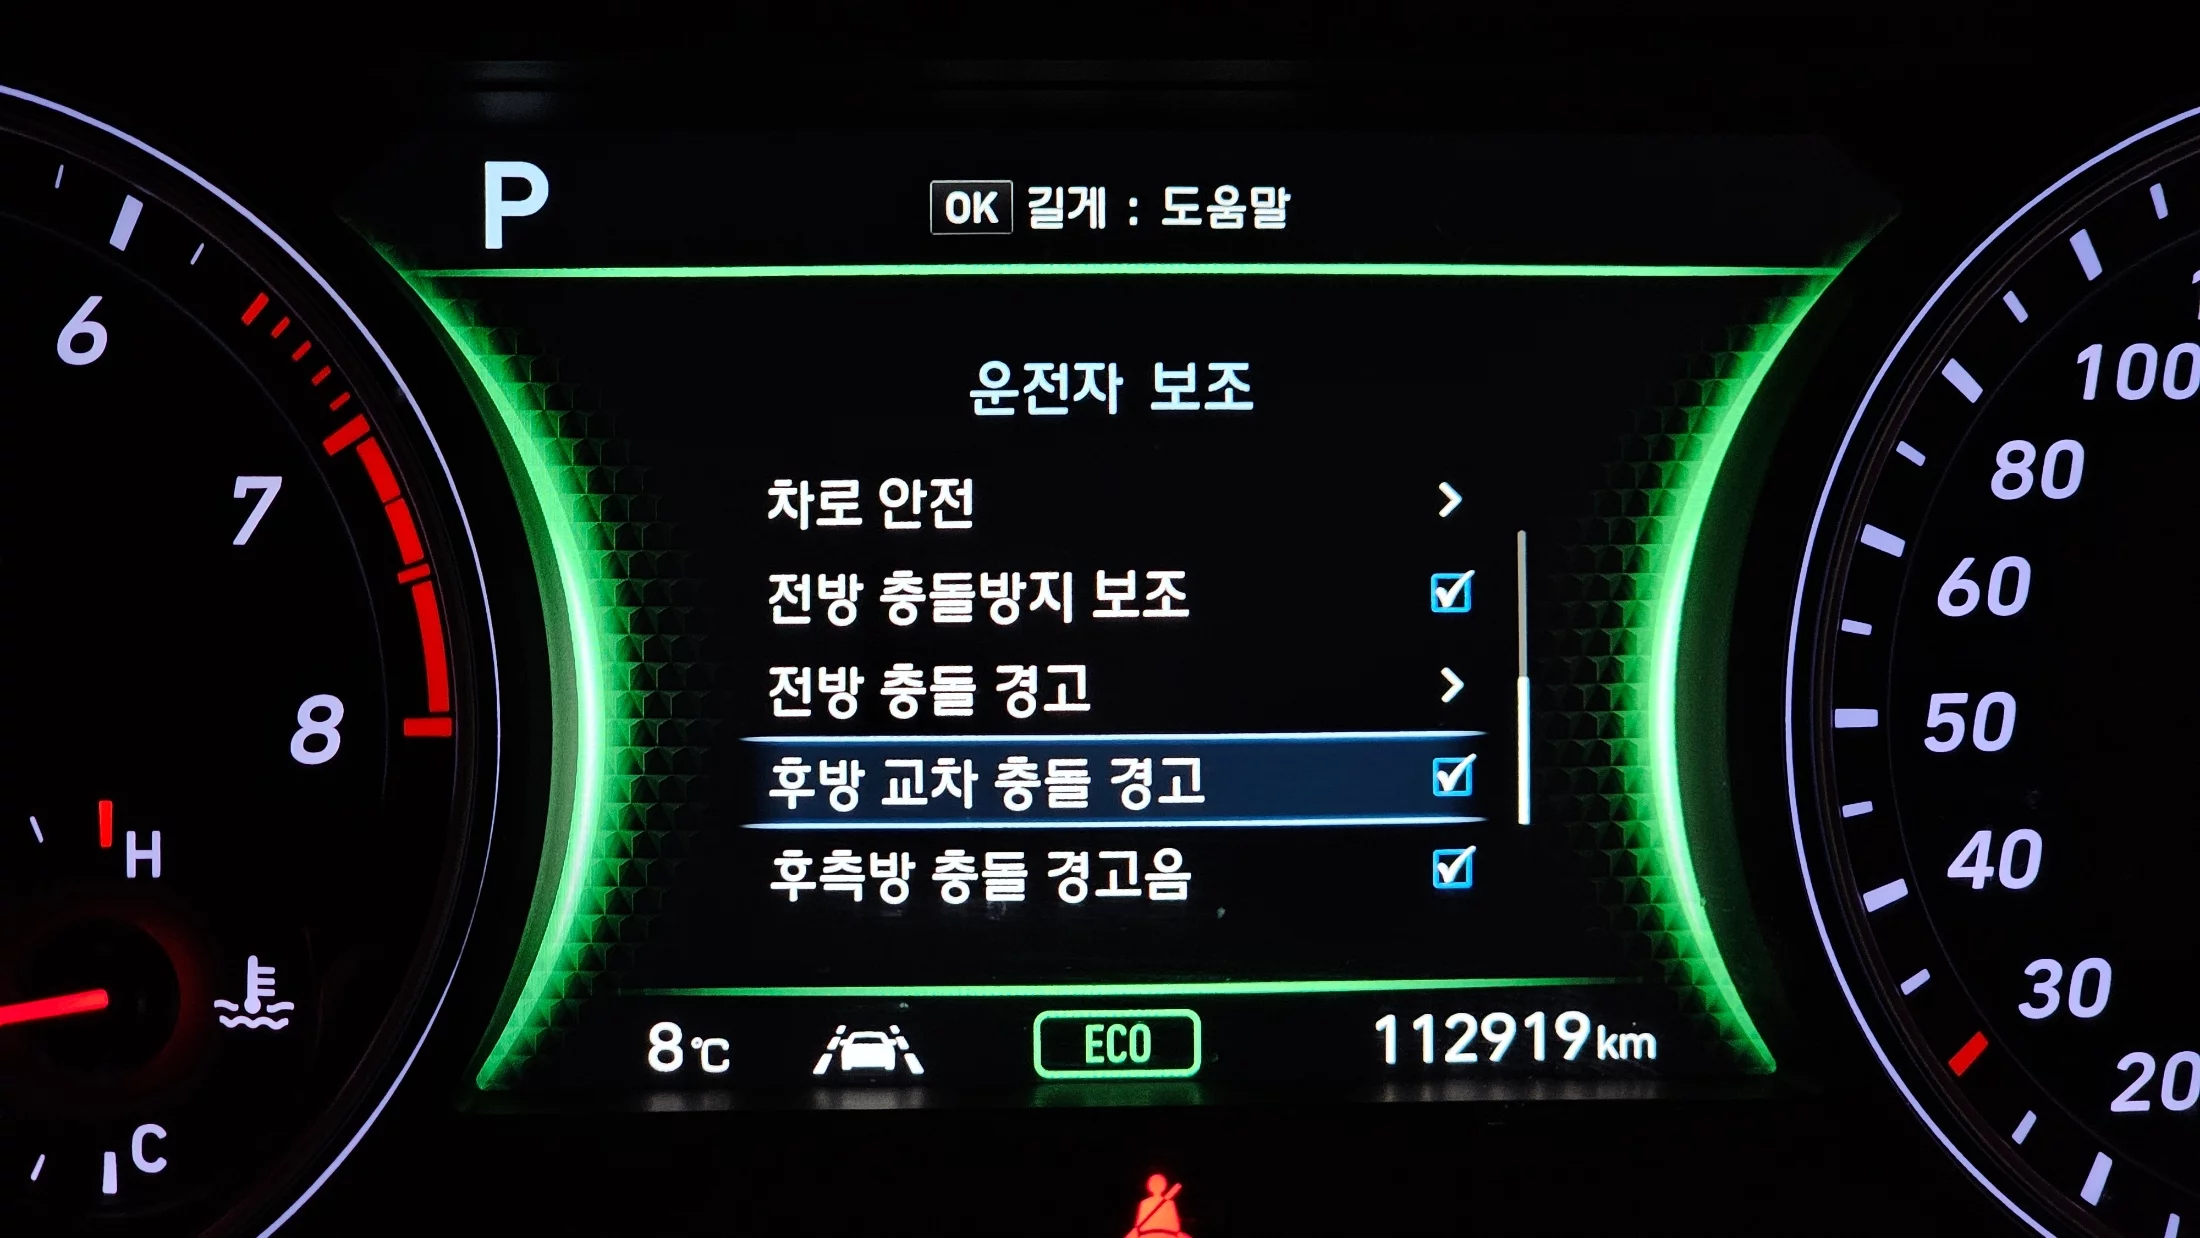 P
OK 길게 : 도움말
운전자 보조
차로 안전
전방 충돌방지 보조
전방 충돌 경고
후방 교차 충돌 경고
후측방 충돌 경고음
8℃
ECO
112919km
6
7
8
H
C
100
80
60
50
40
30
20